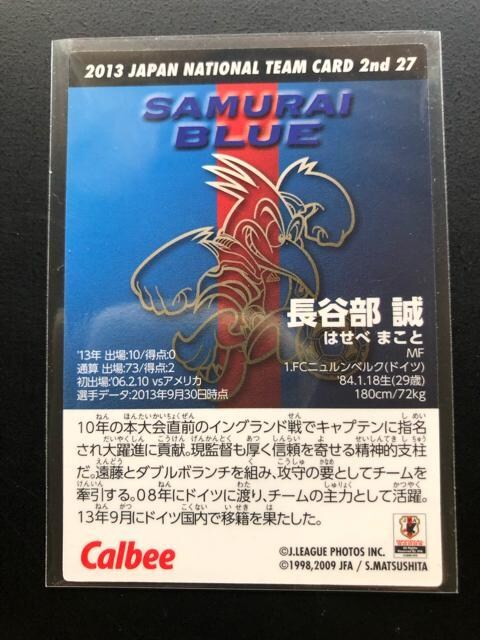 2013 JAPAN NATIONAL TEAM CARD 2nd 27
SAMURAI
BLUE
長谷部 誠
はせべ まこと
MF
'13年 出場:10/得点:0
1.FCニュルンベルク(ドイツ)
通算 出場:73/得点:2
'84.1.18生(29歳)
初出場:'06.2.10 vsアメリカ
180cm/72kg
選手データ:2013年9月30日時点
10年の本大会直前のイングランド戦でキャプテンに指名
され大躍進に貢献。現監督も厚く信頼を寄せる精神的支柱
だ。遠藤とダブルボランチを組み、攻守の要としてチームを
牽引する。08年にドイツに渡り、チームの主力として活躍。
13年9月にドイツ国内で移籍を果たした。
Calbee
©J.LEAGUE PHOTOS INC.
©1998,2009 JFA / S.MATSUSHITA